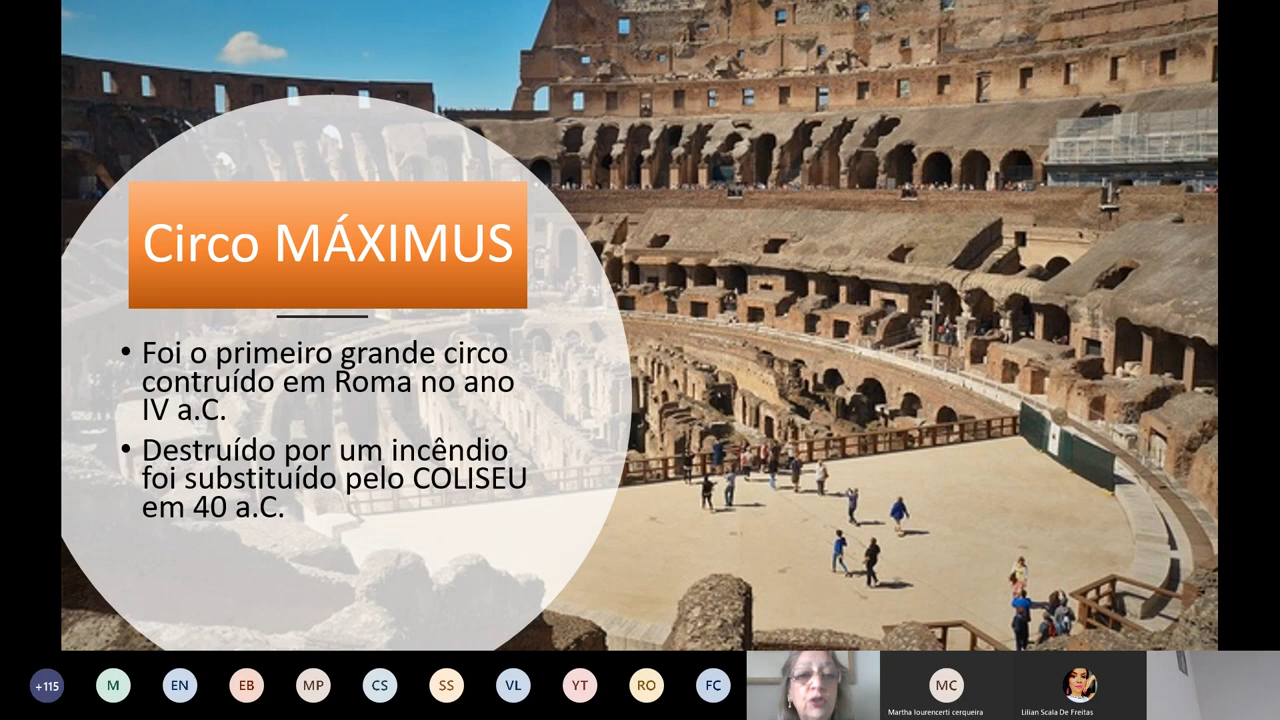 Circo MÁXIMUS
• Foi o primeiro grande circo
contruído em Roma no ano
IV a.C.
• Destruído por um incêndio
foi substituído pelo COLISEU
em 40 a.C.
+115 M EN EB MP CS SS VL YT RO FC MC
Martha lourencerti cerqueira
Lilian Scala De Freitas